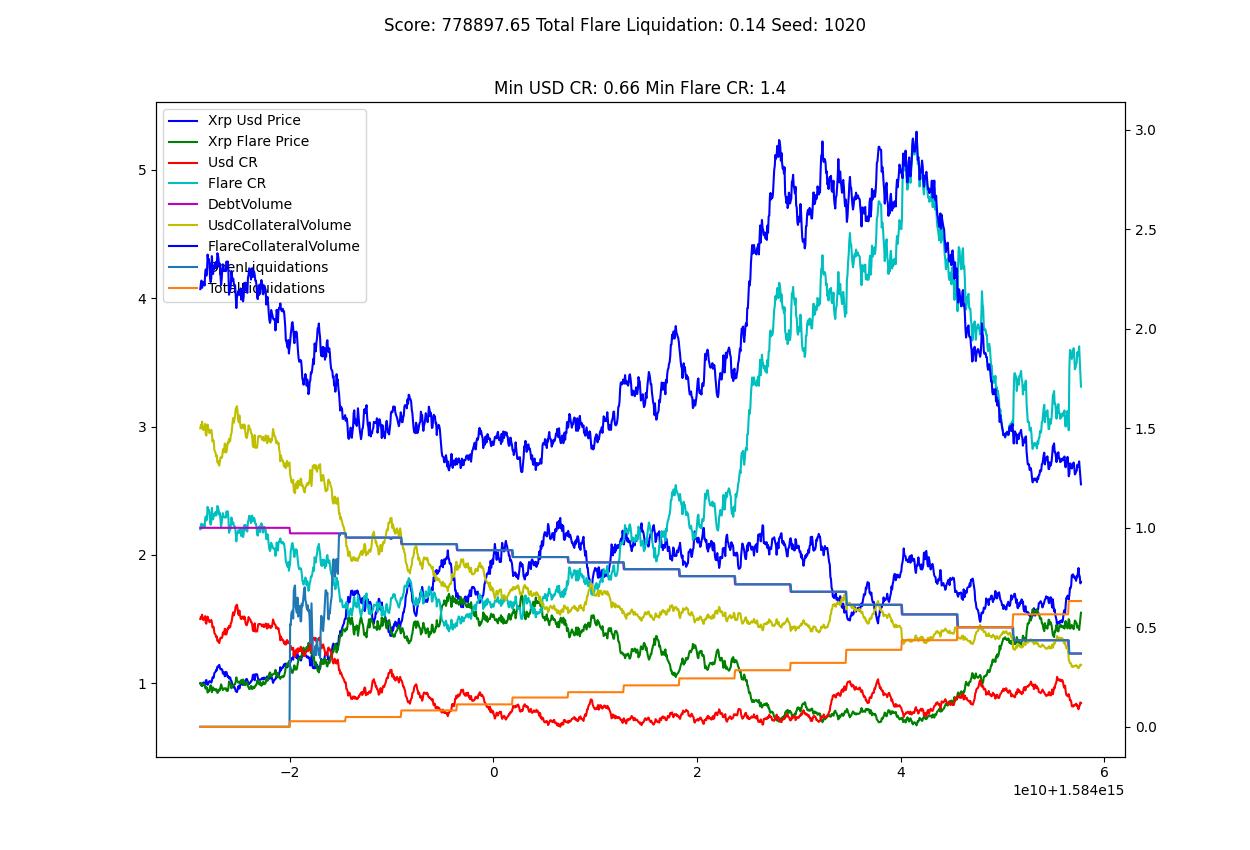 Score: 778897.65 Total Flare Liquidation: 0.14 Seed: 1020
Min USD CR: 0.66 Min Flare CR: 1.4
Xrp Usd Price
Xrp Flare Price
Usd CR
Flare CR
DebtVolume
UsdCollateralVolume
FlareCollateralVolume
OpenLiquidations
TotalLiquidations
5
4
3
2
1
3.0
2.5
2.0
1.5
1.0
0.5
0.0
−2
0
2
4
6
1e10+1.584e15